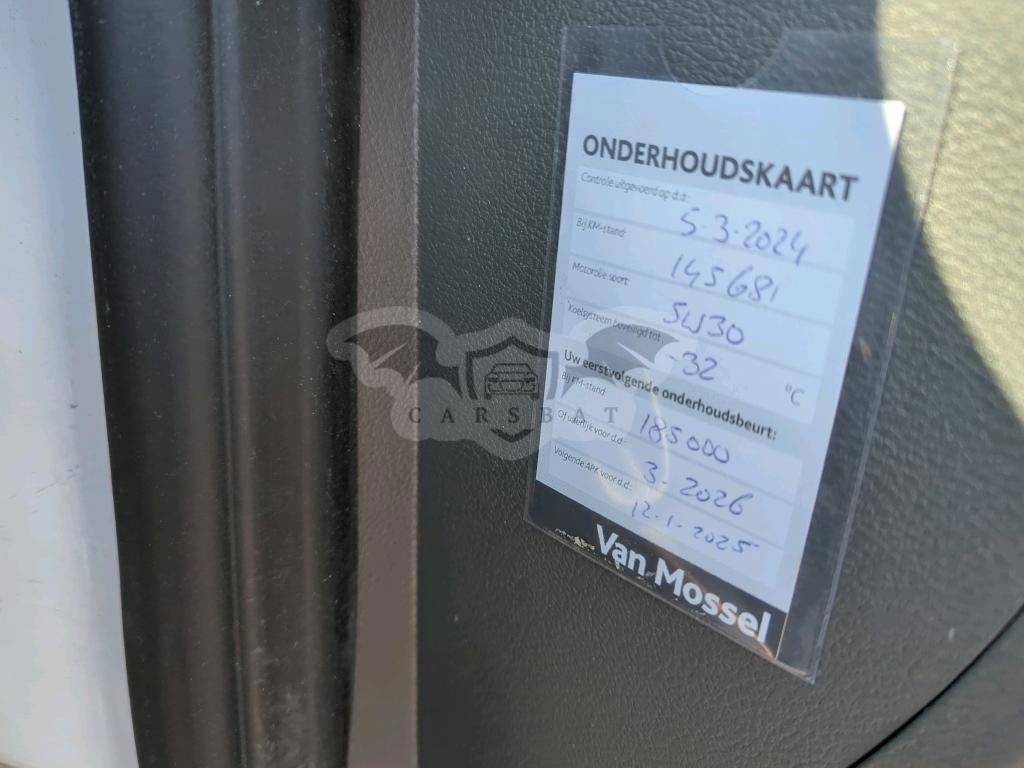 ONDERHOUDSKAART
Controle uitgevoerd op d.d.:
5-3-2024
Bij KM-stand:
145681
Motorolie soort:
5W30
Koelsysteem beveiligd tot
-32 °C
Uw eerstvolgende onderhoudsbeurt:
Bij KM-stand:
185000
Of uiterlijk voor d.d.:
3-2026
Volgende APK voor d.d.:
12-1-2025
Van Mossel
CARSBAT